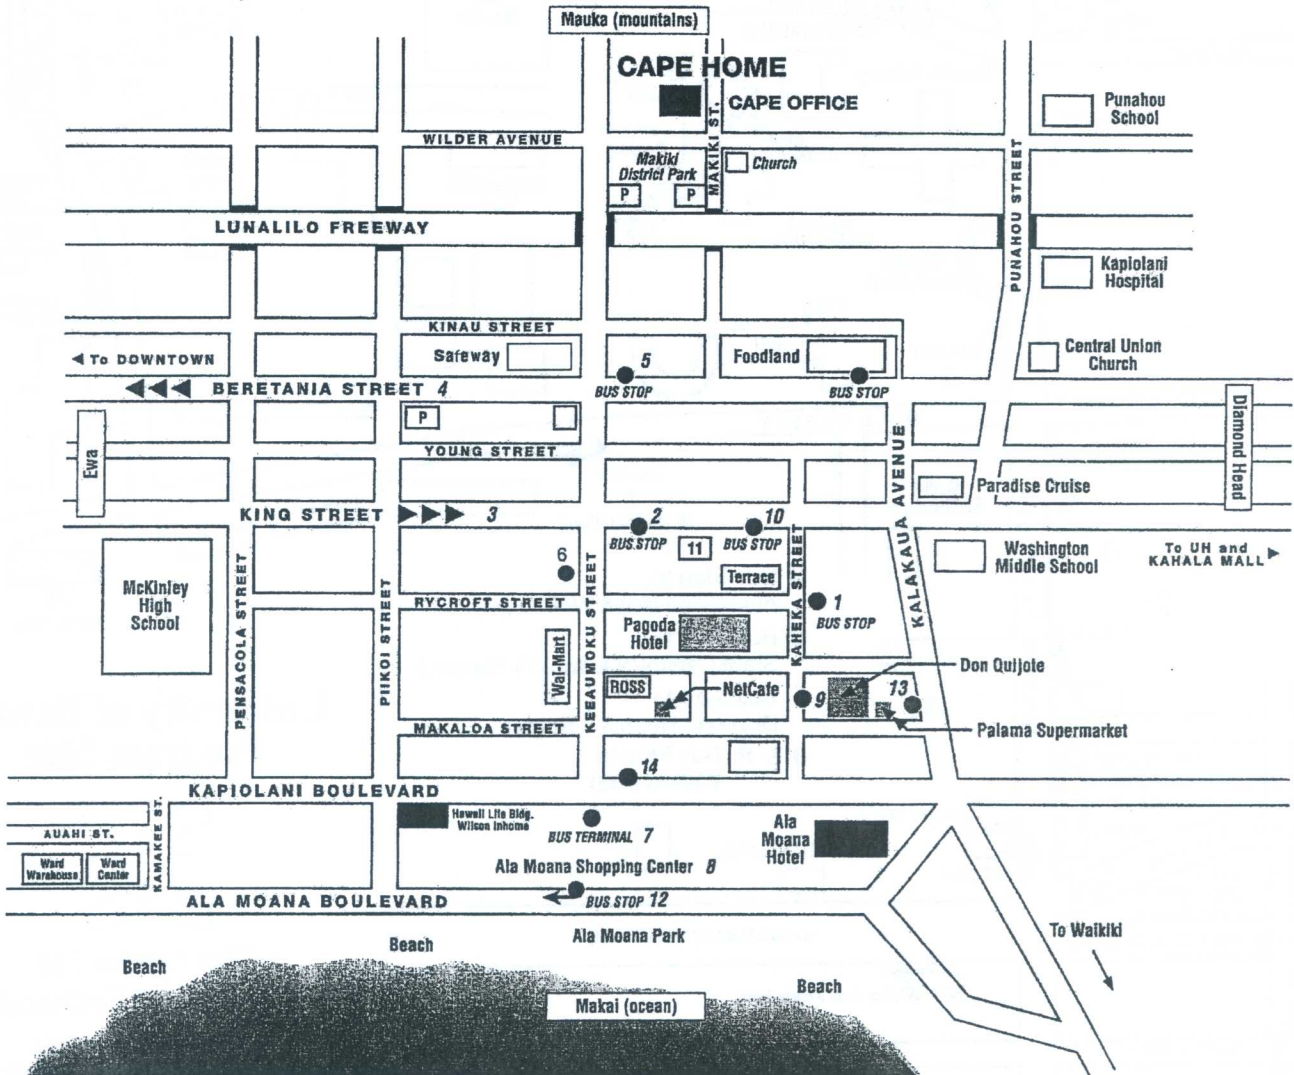 Mauka (mountains)
CAPE HOME
CAPE OFFICE
MAKIKI ST.
Punahou
School
WILDER AVENUE
Makiki
District Park
P
P
Church
PUNAHOU STREET
LUNALILO FREEWAY
Kapiolani
Hospital
KINAU STREET
◄ To DOWNTOWN
Safeway
5
BUS STOP
Foodland
BUS STOP
Central Union
Church
◄◄◄ BERETANIA STREET 4
Ewa
P
YOUNG STREET
KALAKAUA AVENUE
Diamond Head
Paradise Cruise
KING STREET ►►► 3
2
BUS STOP
10
BUS STOP
11
Terrace
6
KAHEKA STREET
Washington
Middle School
To UH and
KAHALA MALL ►
McKinley
High
School
PENSACOLA STREET
PIIKOI STREET
RYCROFT STREET
KEEAUMOKU STREET
1
BUS STOP
Pagoda
Hotel
Wal-Mart
ROSS
NetCafe
9
13
Don Quijote
Palama Supermarket
MAKALOA STREET
14
KAPIOLANI BOULEVARD
KAMAKEE ST.
AUAHI ST.
Ward
Warehouse
Ward
Center
Hawaii Life Bldg.
Wilson Inhome
BUS TERMINAL 7
Ala
Moana
Hotel
Ala Moana Shopping Center 8
ALA MOANA BOULEVARD
BUS STOP 12
Ala Moana Park
To Waikiki
Beach
Beach
Beach
Makai (ocean)